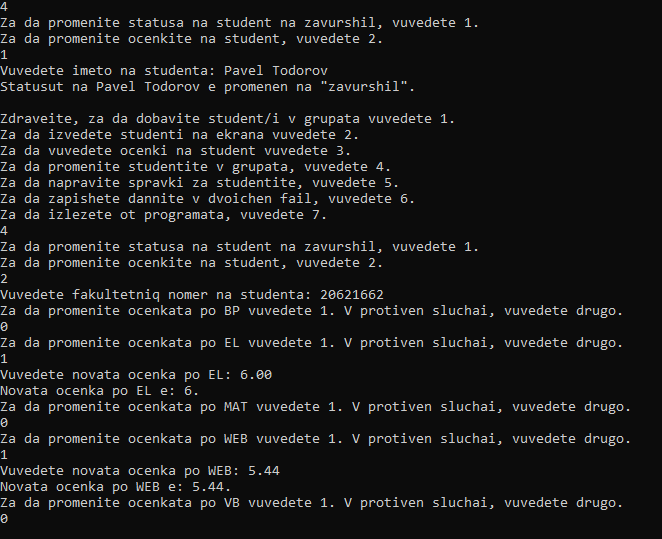 4
Za da promenite statusa na student na zavurshil, vuvedete 1.
Za da promenite ocenkite na student, vuvedete 2.
1
Vuvedete imeto na studenta: Pavel Todorov
Statusut na Pavel Todorov e promenen na "zavurshil".
Zdraveite, za da dobavite student/i v grupata vuvedete 1.
Za da izvedete studenti na ekrana vuvedete 2.
Za da vuvedete ocenki na student vuvedete 3.
Za da promenite studentite v grupata, vuvedete 4.
Za da napravite spravki za studentite, vuvedete 5.
Za da zapishete dannite v dvoichen fail, vuvedete 6.
Za da izlezete ot programata, vuvedete 7.
4
Za da promenite statusa na student na zavurshil, vuvedete 1.
Za da promenite ocenkite na student, vuvedete 2.
2
Vuvedete fakultetniq nomer na studenta: 20621662
Za da promenite ocenkata po BP vuvedete 1. V protiven sluchai, vuvedete drugo.
0
Za da promenite ocenkata po EL vuvedete 1. V protiven sluchai, vuvedete drugo.
1
Vuvedete novata ocenka po EL: 6.00
Novata ocenka po EL e: 6.
Za da promenite ocenkata po MAT vuvedete 1. V protiven sluchai, vuvedete drugo.
0
Za da promenite ocenkata po WEB vuvedete 1. V protiven sluchai, vuvedete drugo.
1
Vuvedete novata ocenka po WEB: 5.44
Novata ocenka po WEB e: 5.44.
Za da promenite ocenkata po VB vuvedete 1. V protiven sluchai, vuvedete drugo.
0